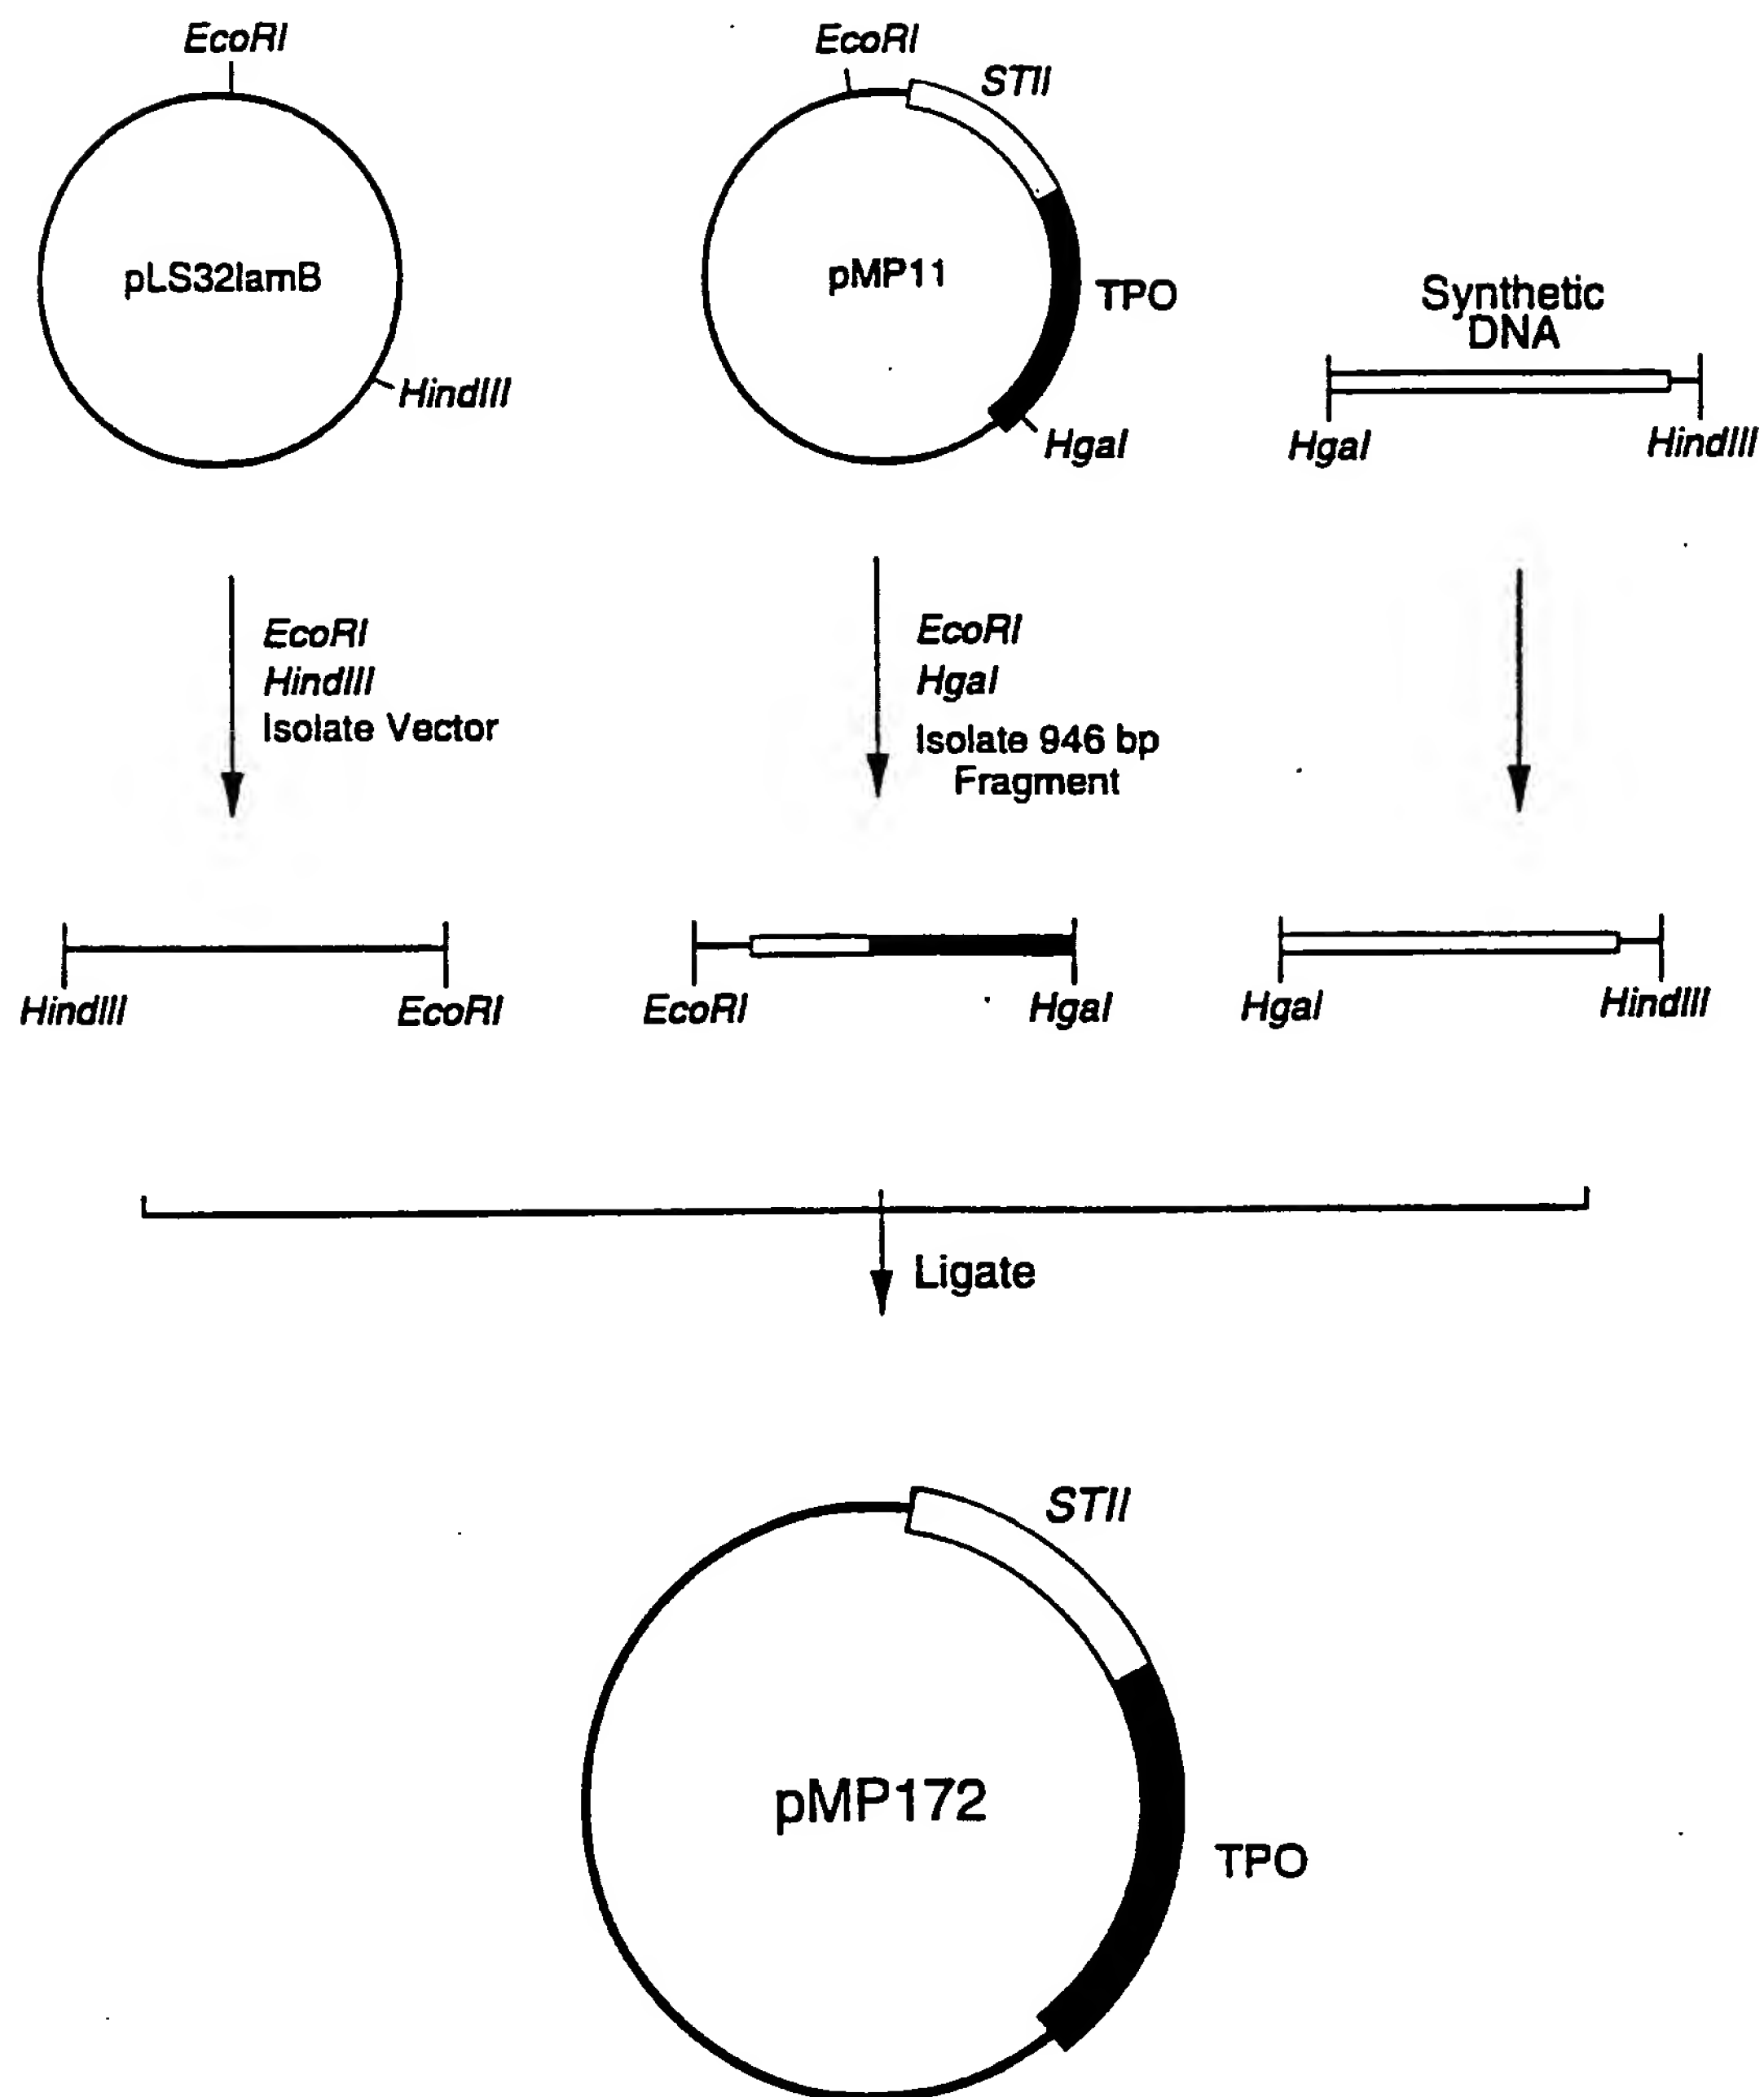 EcoRI
pLS32lamB
HindIII
EcoRI
STII
pMP11
TPO
HgaI
Synthetic
DNA
HgaI
HindIII
EcoRI
HindIII
Isolate Vector
EcoRI
HgaI
Isolate 946 bp
Fragment
HindIII
EcoRI
EcoRI
HgaI
HgaI
HindIII
Ligate
STII
pMP172
TPO